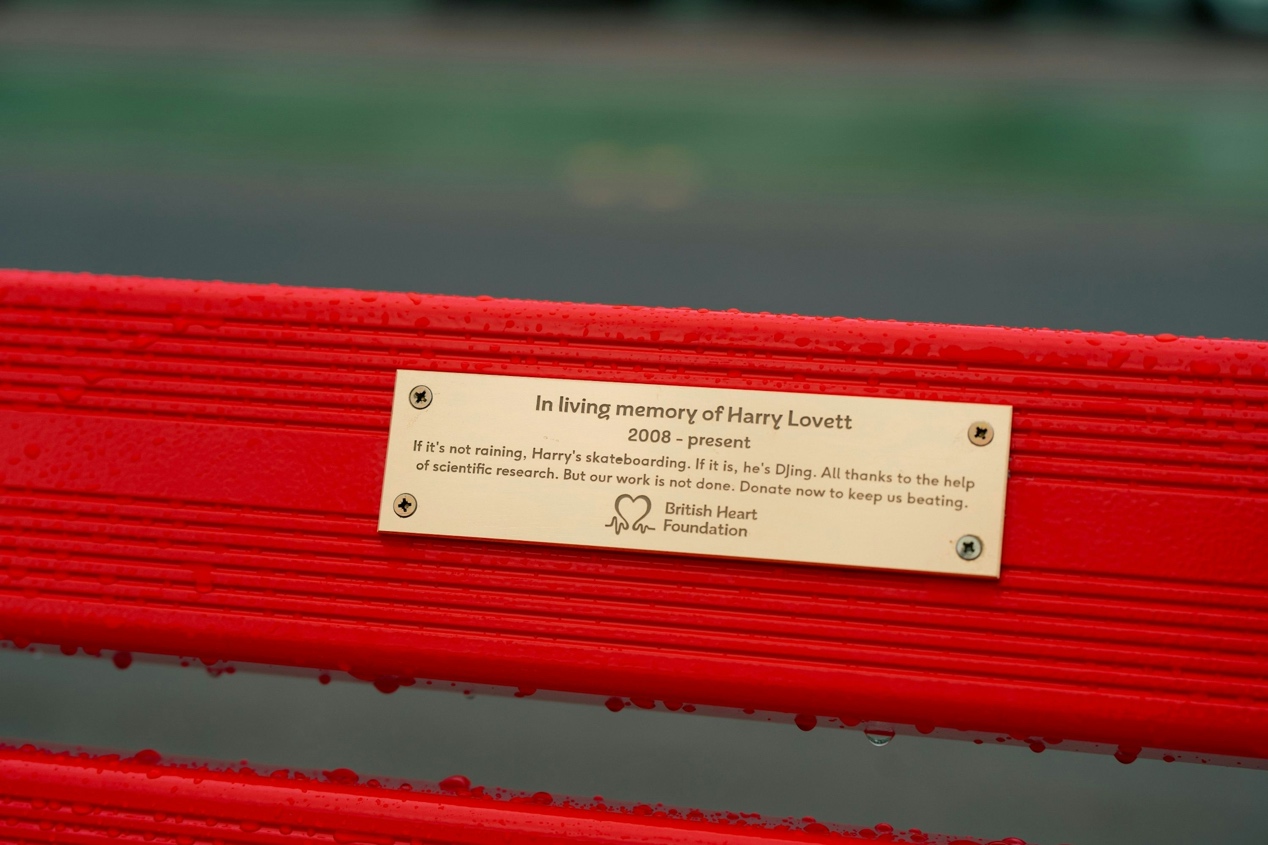 In living memory of Harry Lovett
2008 - present
If it's not raining, Harry's skateboarding. If it is, he's DJing. All thanks to the help
of scientific research. But our work is not done. Donate now to keep us beating.
British Heart
Foundation